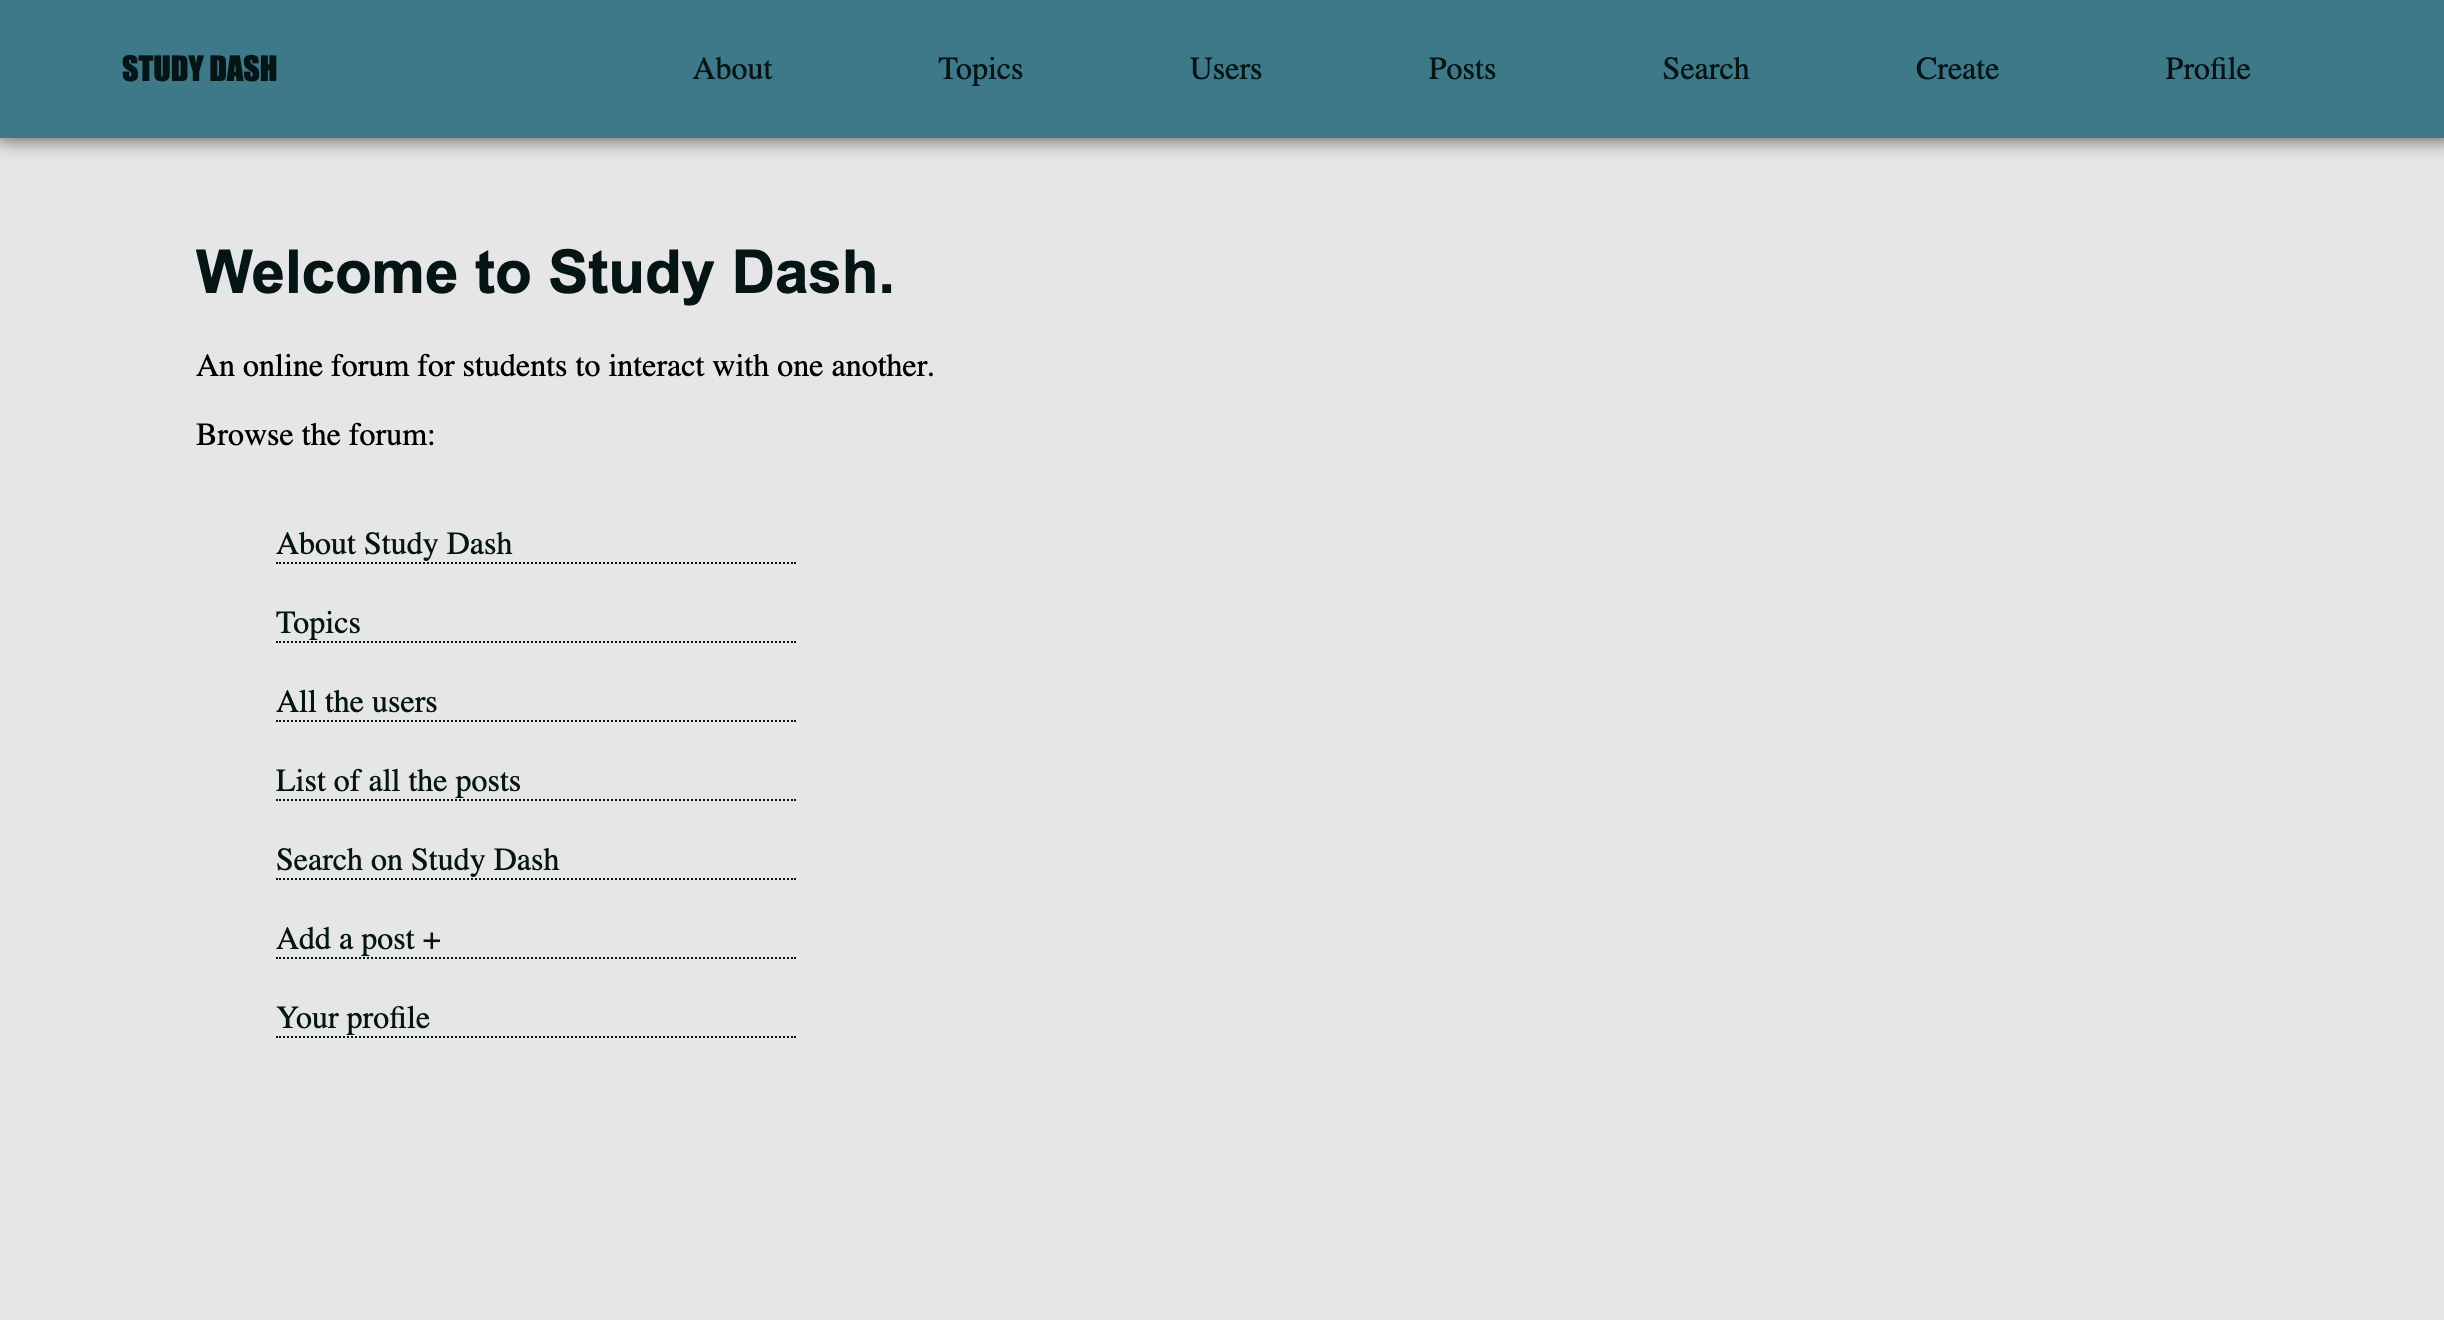 STUDY DASH About Topics Users Posts Search Create Profile
Welcome to Study Dash.
An online forum for students to interact with one another.
Browse the forum:
About Study Dash
Topics
All the users
List of all the posts
Search on Study Dash
Add a post +
Your profile